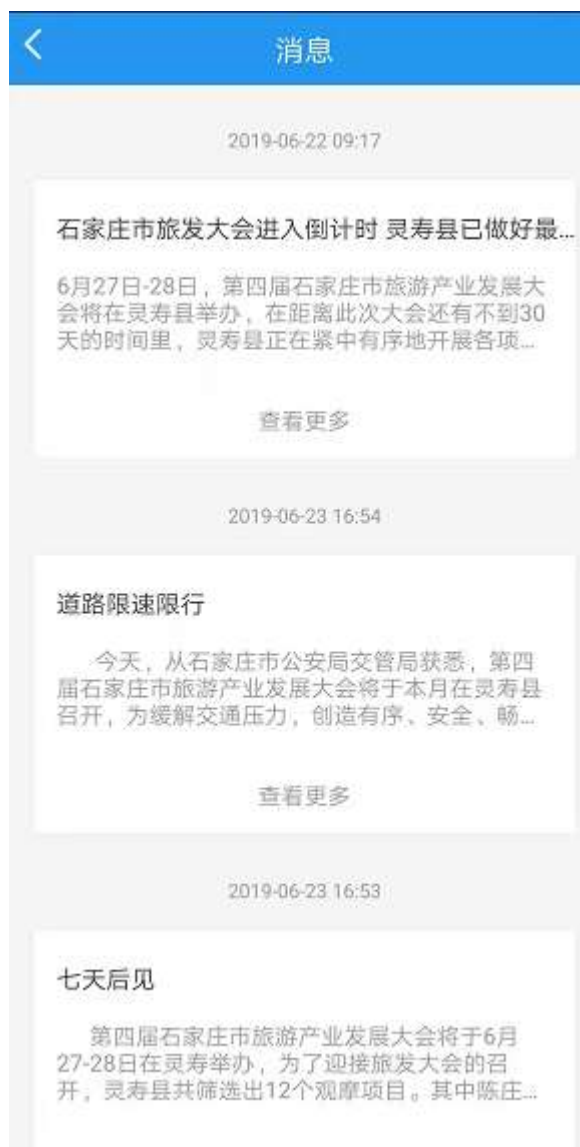 消息
2019-06-22 09:17
石家庄市旅发大会进入倒计时 灵寿县已做好最...
6月27日-28日，第四届石家庄市旅游产业发展大
会将在灵寿县举办，在距离此次大会还有不到30
天的时间里，灵寿县正在紧中有序地开展各项...
查看更多
2019-06-23 16:54
道路限速限行
今天，从石家庄市公安局交管局获悉，第四
届石家庄市旅游产业发展大会将于本月在灵寿县
召开，为缓解交通压力，创造有序、安全、畅...
查看更多
2019-06-23 16:53
七天后见
第四届石家庄市旅游产业发展大会将于6月
27-28日在灵寿举办，为了迎接旅发大会的召
开，灵寿县共筛选出12个观摩项目。其中陈庄...